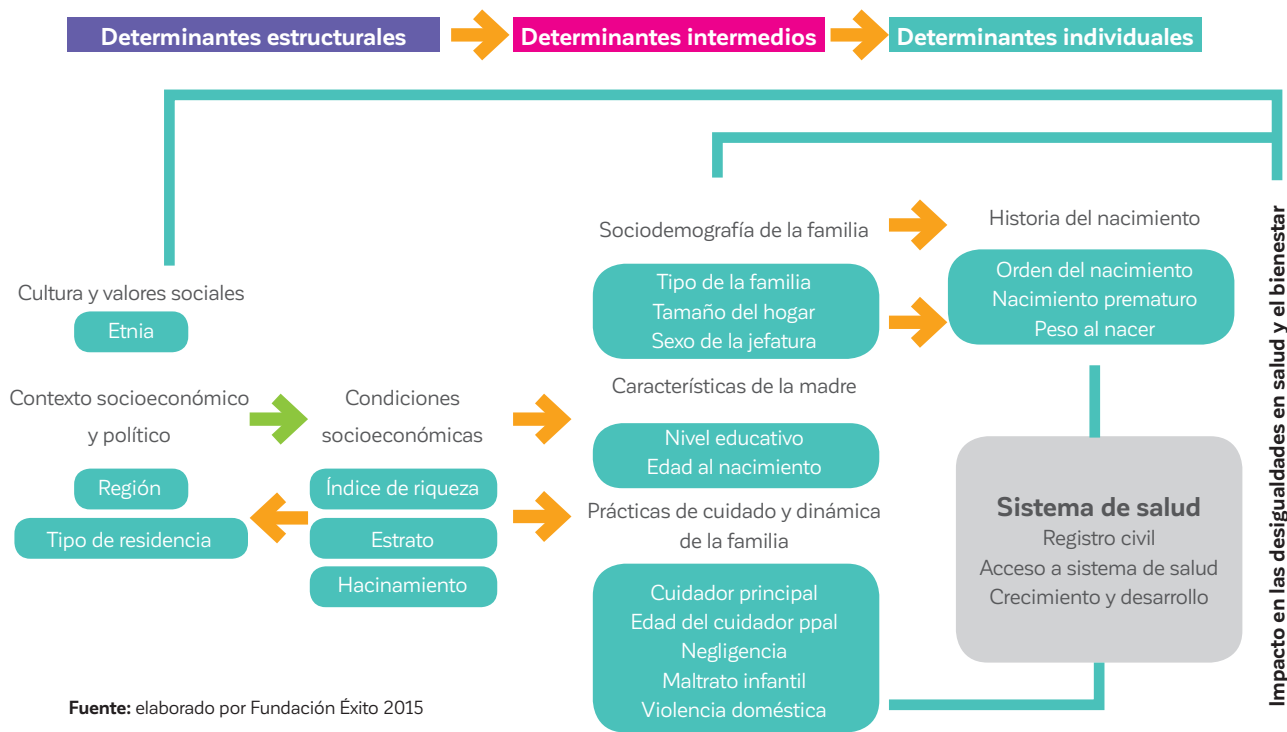 Determinantes estructurales
Determinantes intermedios
Determinantes individuales
Cultura y valores sociales
Etnia
Contexto socioeconómico
y político
Región
Tipo de residencia
Condiciones
socioeconómicas
Índice de riqueza
Estrato
Hacinamiento
Sociodemografía de la familia
Tipo de la familia
Tamaño del hogar
Sexo de la jefatura
Características de la madre
Nivel educativo
Edad al nacimiento
Prácticas de cuidado y dinámica
de la familia
Cuidador principal
Edad del cuidador ppal
Negligencia
Maltrato infantil
Violencia doméstica
Historia del nacimiento
Orden del nacimiento
Nacimiento prematuro
Peso al nacer
Sistema de salud
Registro civil
Acceso a sistema de salud
Crecimiento y desarrollo
Impacto en las desigualdades en salud y el bienestar
Fuente: elaborado por Fundación Éxito 2015